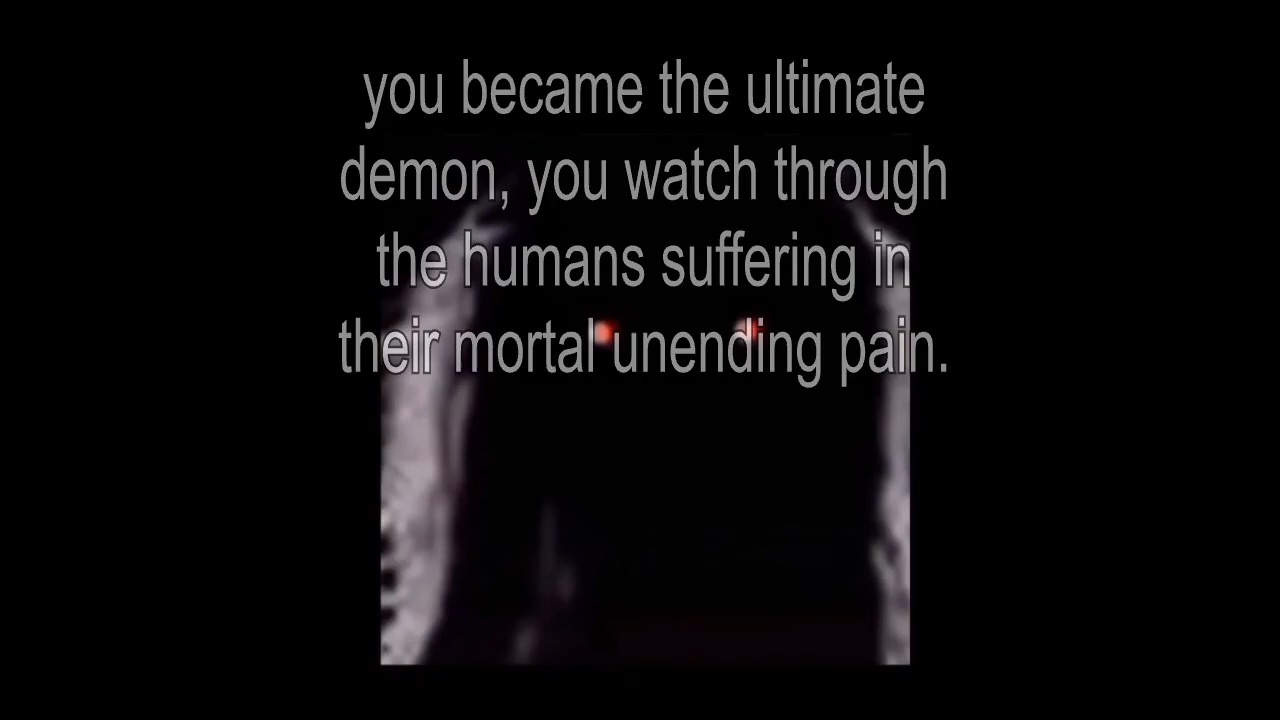 you became the ultimate
demon, you watch through
the humans suffering in
their mortal unending pain.